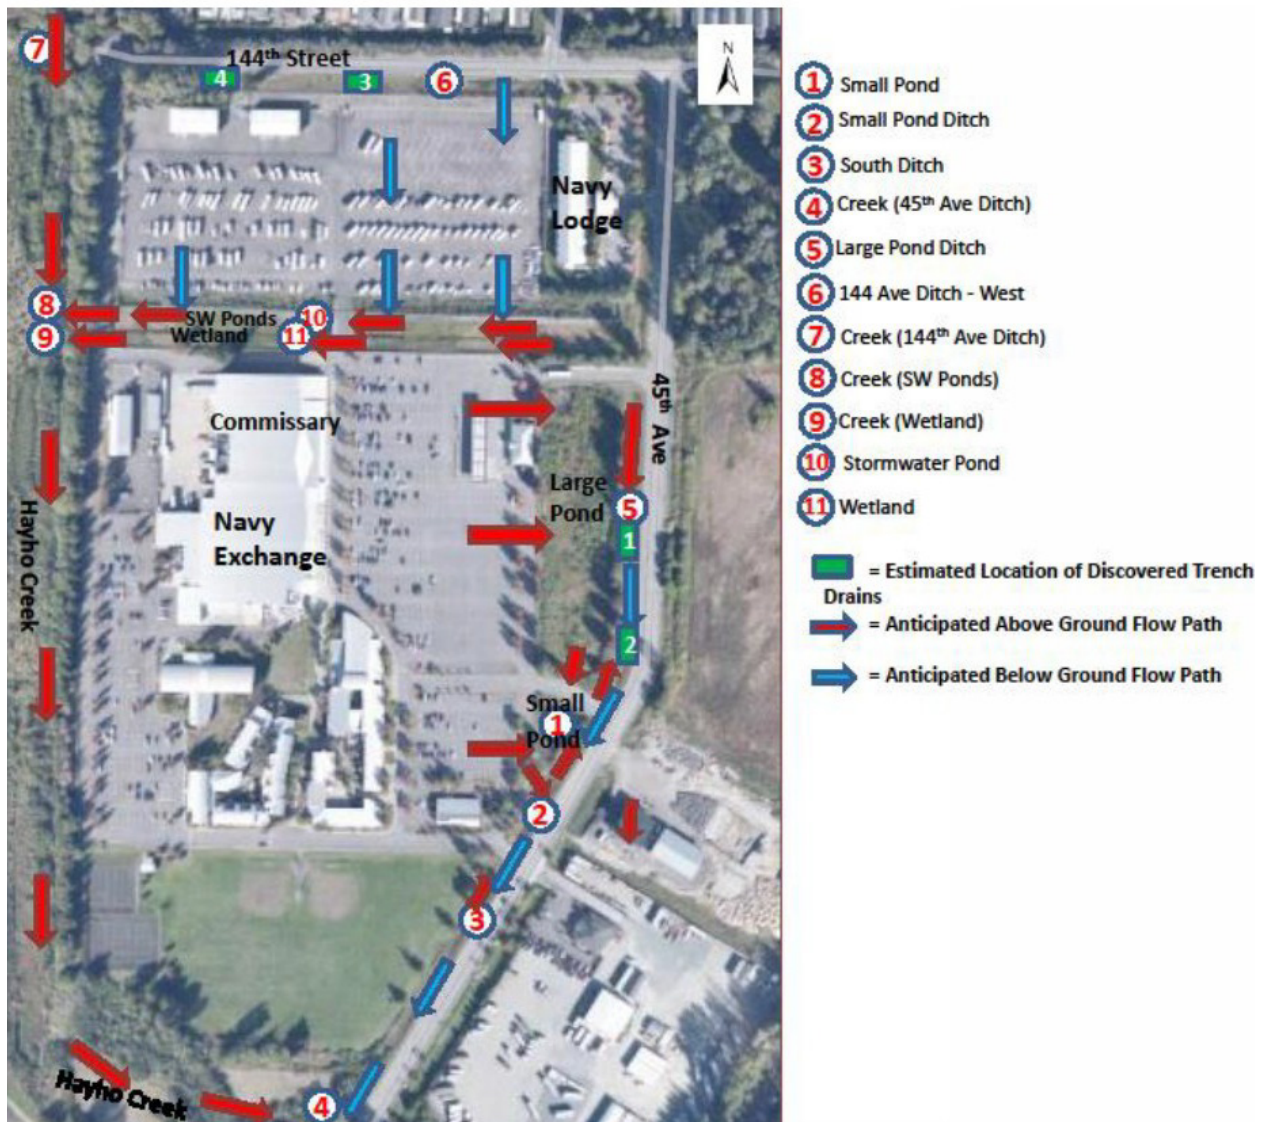 7
144th Street
4
3
6
N
Navy
Lodge
8
9
SW Ponds
Wetland
10
11
45th Ave
Commissary
Large
Pond
5
1
Navy
Exchange
Hayho Creek
2
Small
1
Pond
2
3
Hayho Creek
4
1 Small Pond
2 Small Pond Ditch
3 South Ditch
4 Creek (45th Ave Ditch)
5 Large Pond Ditch
6 144 Ave Ditch - West
7 Creek (144th Ave Ditch)
8 Creek (SW Ponds)
9 Creek (Wetland)
10 Stormwater Pond
11 Wetland
= Estimated Location of Discovered Trench
Drains
= Anticipated Above Ground Flow Path
= Anticipated Below Ground Flow Path